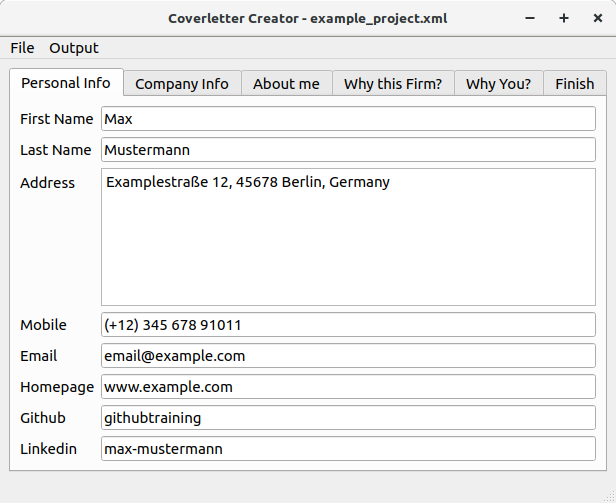 Coverletter Creator - example_project.xml
File Output
Personal Info Company Info About me Why this Firm? Why You? Finish
First Name Max
Last Name Mustermann
Address Examplestraße 12, 45678 Berlin, Germany
Mobile (+12) 345 678 91011
Email email@example.com
Homepage www.example.com
Github githubtraining
Linkedin max-mustermann